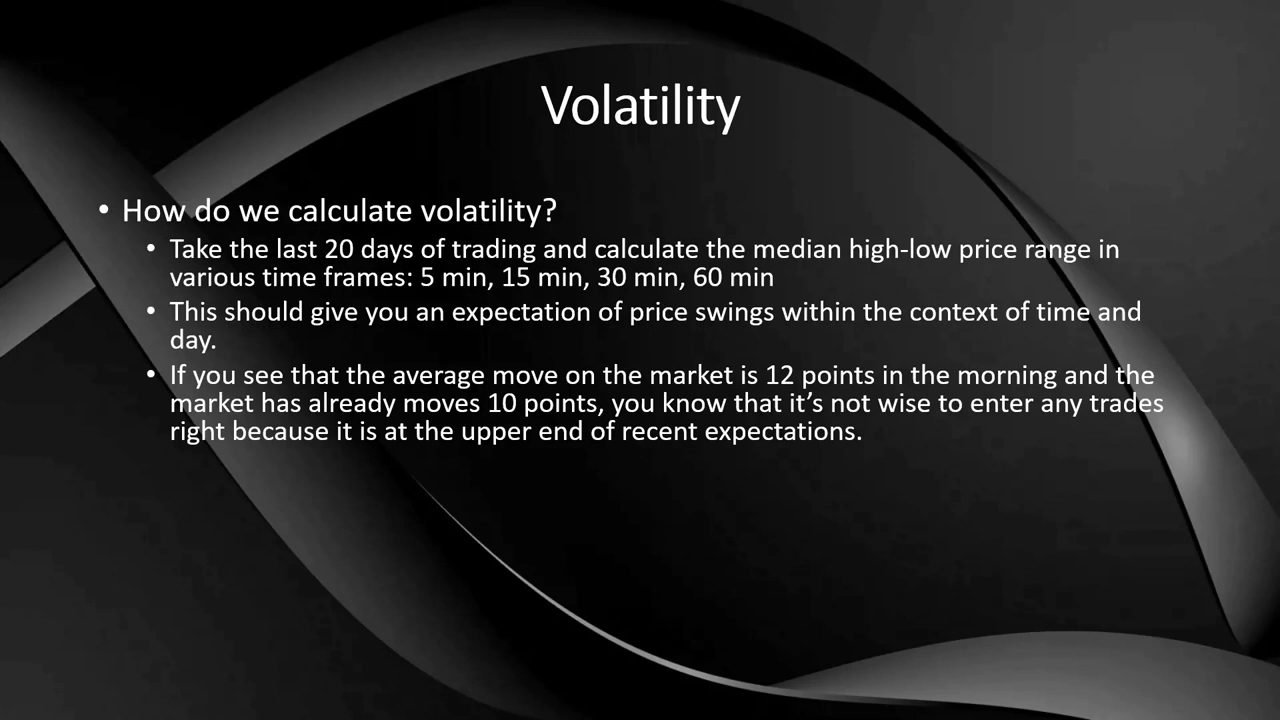 Volatility
• How do we calculate volatility?
• Take the last 20 days of trading and calculate the median high-low price range in
various time frames: 5 min, 15 min, 30 min, 60 min
• This should give you an expectation of price swings within the context of time and
day.
• If you see that the average move on the market is 12 points in the morning and the
market has already moves 10 points, you know that it’s not wise to enter any trades
right because it is at the upper end of recent expectations.